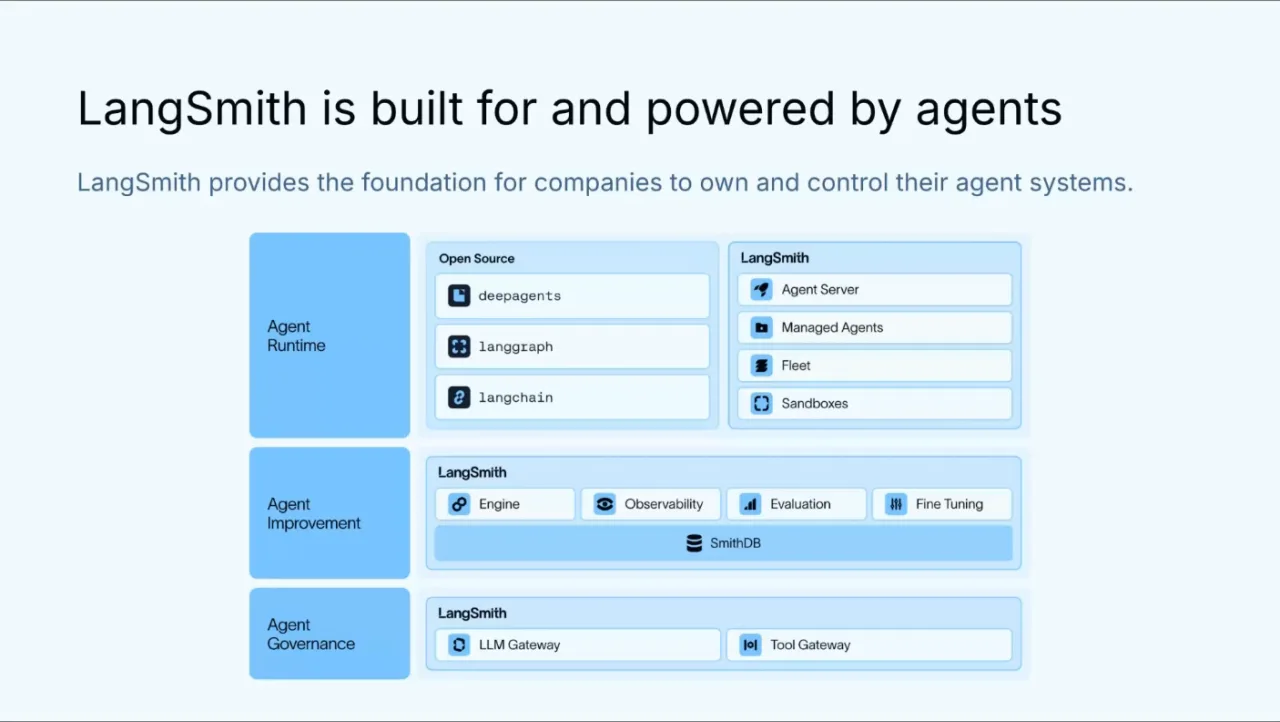 LangSmith is built for and powered by agents
LangSmith provides the foundation for companies to own and control their agent systems.
Agent
Runtime
Open Source
deepagents
langgraph
langchain
LangSmith
Agent Server
Managed Agents
Fleet
Sandboxes
Agent
Improvement
LangSmith
Engine
Observability
Evaluation
Fine Tuning
SmithDB
Agent
Governance
LangSmith
LLM Gateway
Tool Gateway